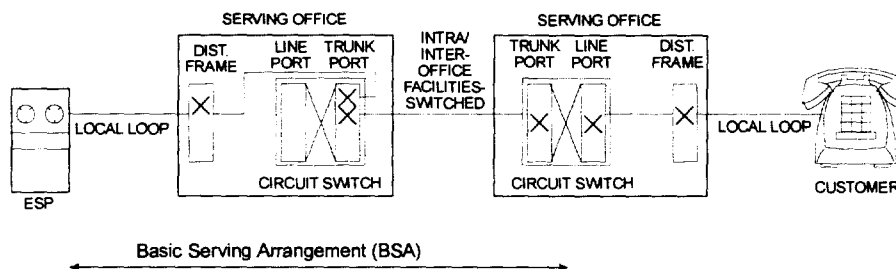 SERVING OFFICE
SERVING OFFICE
DIST.
FRAME
LINE
PORT
TRUNK
PORT
INTRA/
INTER-
OFFICE
FACILITIES-
SWITCHED
TRUNK
PORT
LINE
PORT
DIST.
FRAME
LOCAL LOOP
LOCAL LOOP
CIRCUIT SWITCH
CIRCUIT SWITCH
ESP
CUSTOMER
Basic Serving Arrangement (BSA)